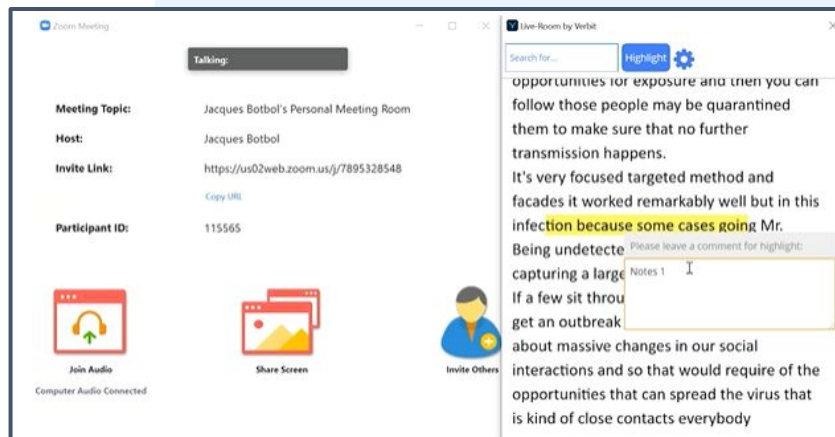 Zoom Meeting
Talking:
Meeting Topic: Jacques Botbol's Personal Meeting Room
Host: Jacques Botbol
Invite Link: https://us02web.zoom.us/j/7895328548
Copy URL
Participant ID: 115565
Join Audio
Computer Audio Connected
Share Screen
Invite Others
Live-Room by Verbit
Search for...
Highlight
opportunities for exposure and then you can
follow those people may be quarantined
them to make sure that no further
transmission happens.
It's very focused targeted method and
facades it worked remarkably well but in this
infection because some cases going Mr.
Please leave a comment for highlight:
Being undetecte
Notes 1
capturing a large
If a few sit throu
get an outbreak
about massive changes in our social
interactions and so that would require of the
opportunities that can spread the virus that
is kind of close contacts everybody